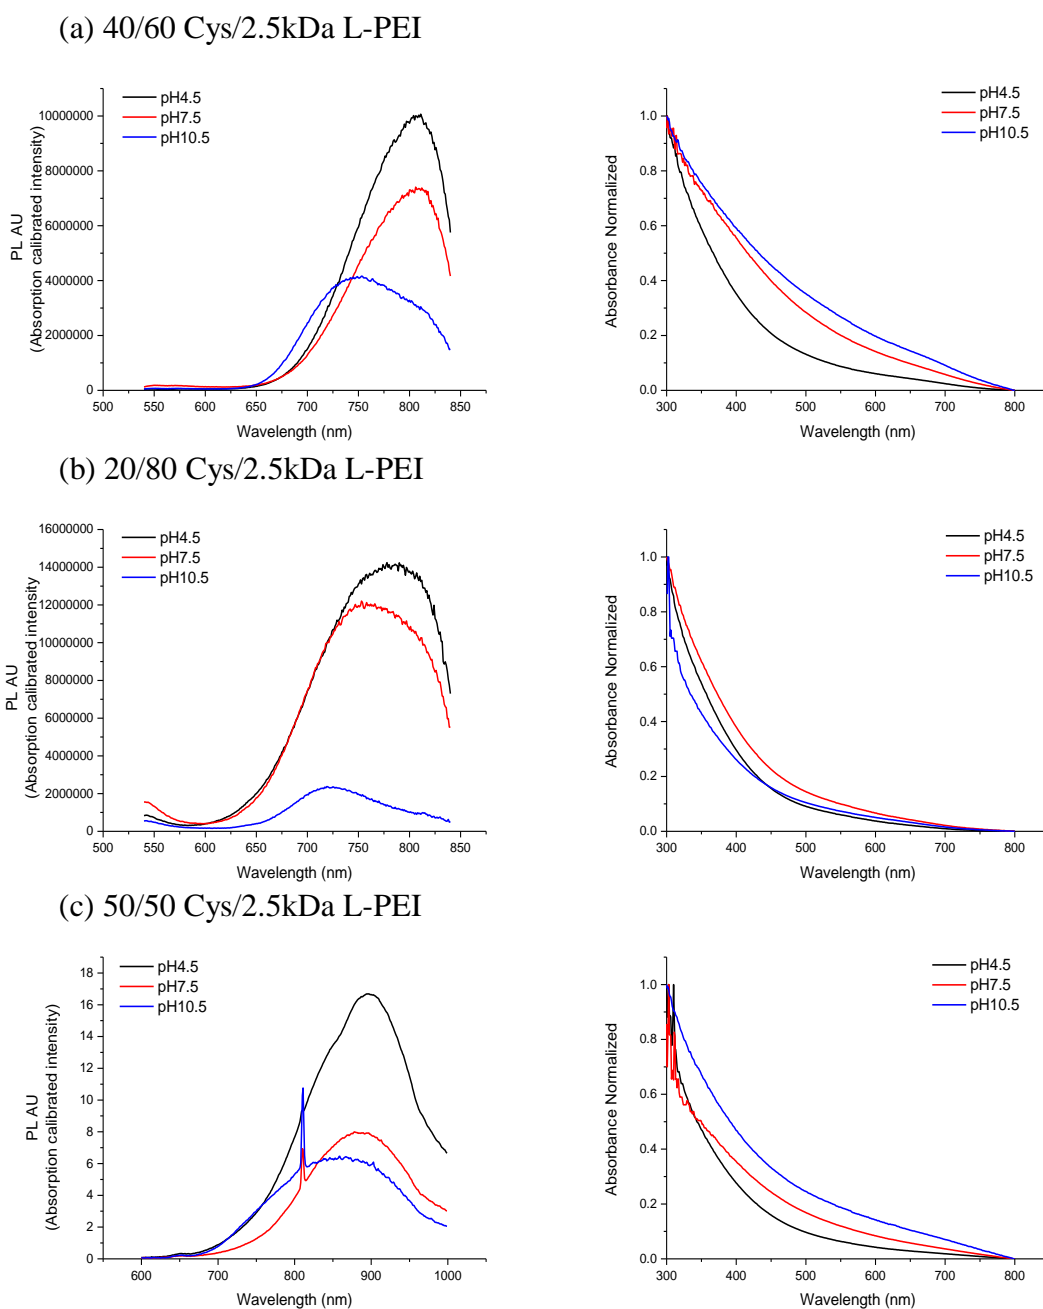 (a) 40/60 Cys/2.5kDa L-PEI
pH4.5
pH7.5
pH10.5
10000000
8000000
6000000
4000000
2000000
0
500 550 600 650 700 750 800 850
Wavelength (nm)
PL AU
(Absorption calibrated intensity)
pH4.5
pH7.5
pH10.5
1.0
0.8
0.6
0.4
0.2
0.0
300 400 500 600 700 800
Wavelength (nm)
Absorbance Normalized
(b) 20/80 Cys/2.5kDa L-PEI
pH4.5
pH7.5
pH10.5
16000000
14000000
12000000
10000000
8000000
6000000
4000000
2000000
0
500 550 600 650 700 750 800 850
Wavelength (nm)
PL AU
(Absorption calibrated intensity
pH4.5
pH7.5
pH10.5
1.0
0.8
0.6
0.4
0.2
0.0
300 400 500 600 700 800
Wavelength (nm)
Absorbance Normalized
(c) 50/50 Cys/2.5kDa L-PEI
pH4.5
pH7.5
pH10.5
18
16
14
12
10
8
6
4
2
0
600 700 800 900 1000
Wavelength (nm)
PL AU
(Absorption calibrated intensity)
pH4.5
pH7.5
pH10.5
1.0
0.8
0.6
0.4
0.2
0.0
300 400 500 600 700 800
Wavelength (nm)
Absorbance Normalized